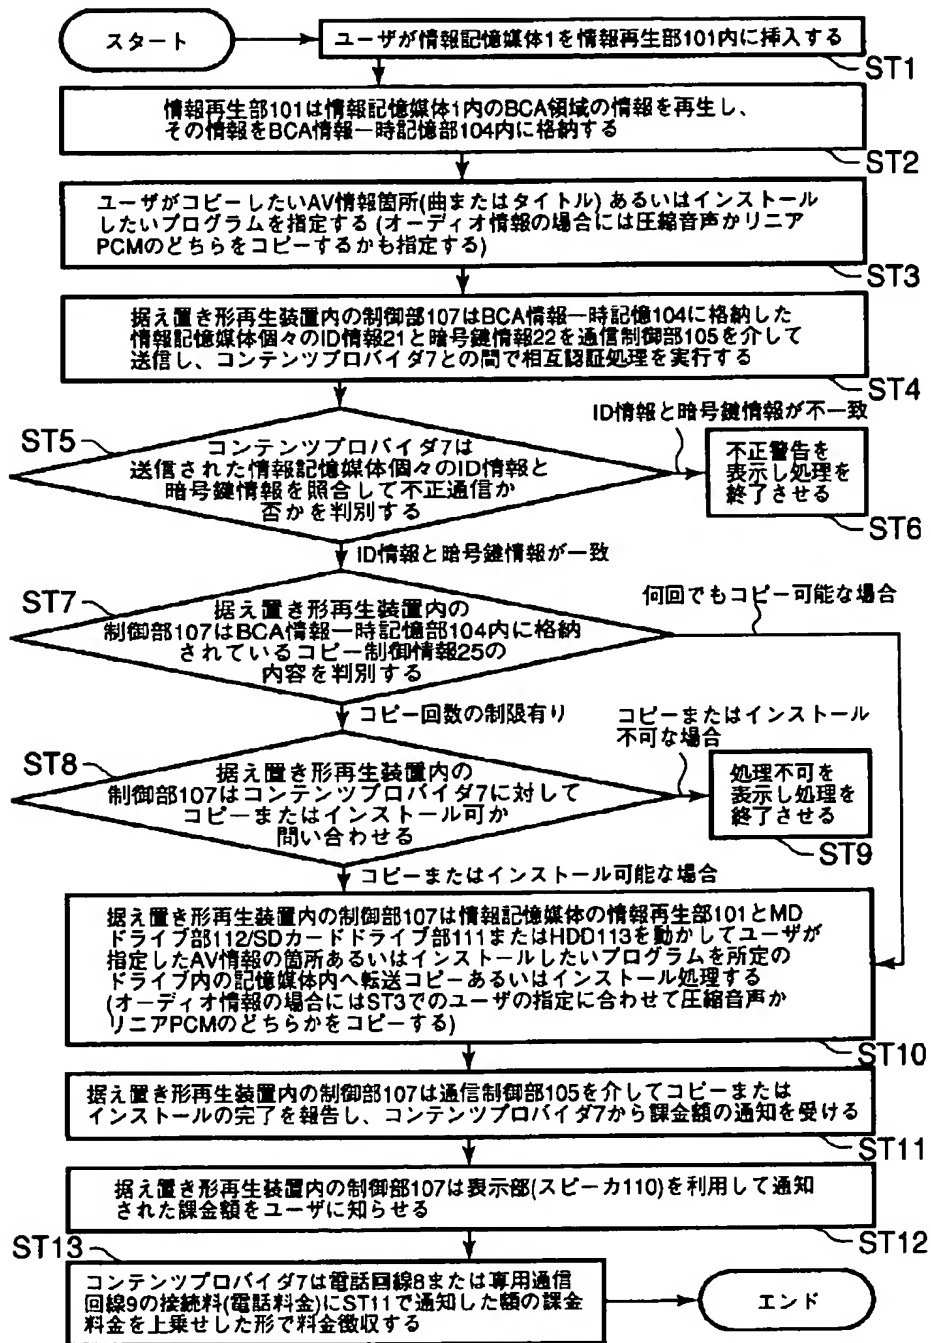 スタート
ユーザが情報記憶媒体1を情報再生部101内に挿入する
ST1
情報再生部101は情報記憶媒体1内のBCA領域の情報を再生し、
その情報をBCA情報一時記憶部104内に格納する
ST2
ユーザがコピーしたいAV情報箇所(曲またはタイトル) あるいはインストール
したいプログラムを指定する (オーディオ情報の場合には圧縮音声かリニア
PCMのどちらをコピーするかも指定する)
ST3
据え置き形再生装置内の制御部107はBCA情報一時記憶104に格納した
情報記憶媒体個々のID情報21と暗号鍵情報22を通信制御部105を介して
送信し、コンテンツプロバイダ7との間で相互認証処理を実行する
ST4
ID情報と暗号鍵情報が不一致
ST5
コンテンツプロバイダ7は
送信された情報記憶媒体個々のID情報と
暗号鍵情報を照合して不正通信か
否かを判別する
不正警告を
表示し処理を
終了させる
ST6
ID情報と暗号鍵情報が一致
ST7
据え置き形再生装置内の
制御部107はBCA情報一時記憶部104内に格納
されているコピー制御情報25の
内容を判別する
何回でもコピー可能な場合
コピー回数の制限有り
コピーまたはインストール
不可な場合
ST8
据え置き形再生装置内の
制御部107はコンテンツプロバイダ7に対して
コピーまたはインストール可か
問い合わせる
処理不可を
表示し処理を
終了させる
ST9
コピーまたはインストール可能な場合
据え置き形再生装置内の制御部107は情報記憶媒体の情報再生部101とMD
ドライブ部112/SDカードドライブ部111またはHDD113を動かしてユーザが
指定したAV情報の箇所あるいはインストールしたいプログラムを所定の
ドライブ内の記憶媒体内へ転送コピーあるいはインストール処理する
(オーディオ情報の場合にはST3でのユーザの指定に合わせて圧縮音声か
リニアPCMのどちらかをコピーする)
ST10
据え置き形再生装置内の制御部107は通信制御部105を介してコピーまたは
インストールの完了を報告し、コンテンツプロバイダ7から課金額の通知を受ける
ST11
据え置き形再生装置内の制御部107は表示部(スピーカ110)を利用して通知
された課金額をユーザに知らせる
ST12
ST13
コンテンツプロバイダ7は電話回線8または専用通信
回線9の接続料(電話料金)にST11で通知した額の課金
料金を上乗せした形で料金徴収する
エンド